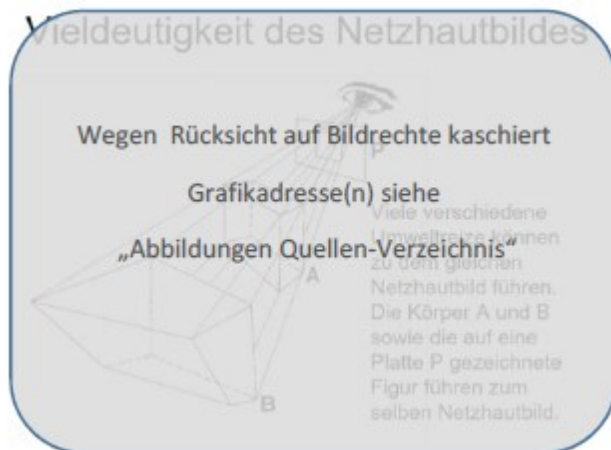 Vieldeutigkeit des Netzhautbildes
Wegen Rücksicht auf Bildrechte kaschiert
P
Grafikadresse(n) siehe
„Abbildungen Quellen-Verzeichnis“
A
B
Viele verschiedene
Umweltreize können
zu dem gleichen
Netzhautbild führen.
Die Körper A und B
sowie die auf eine
Platte P gezeichnete
Figur führen zum
selben Netzhautbild.